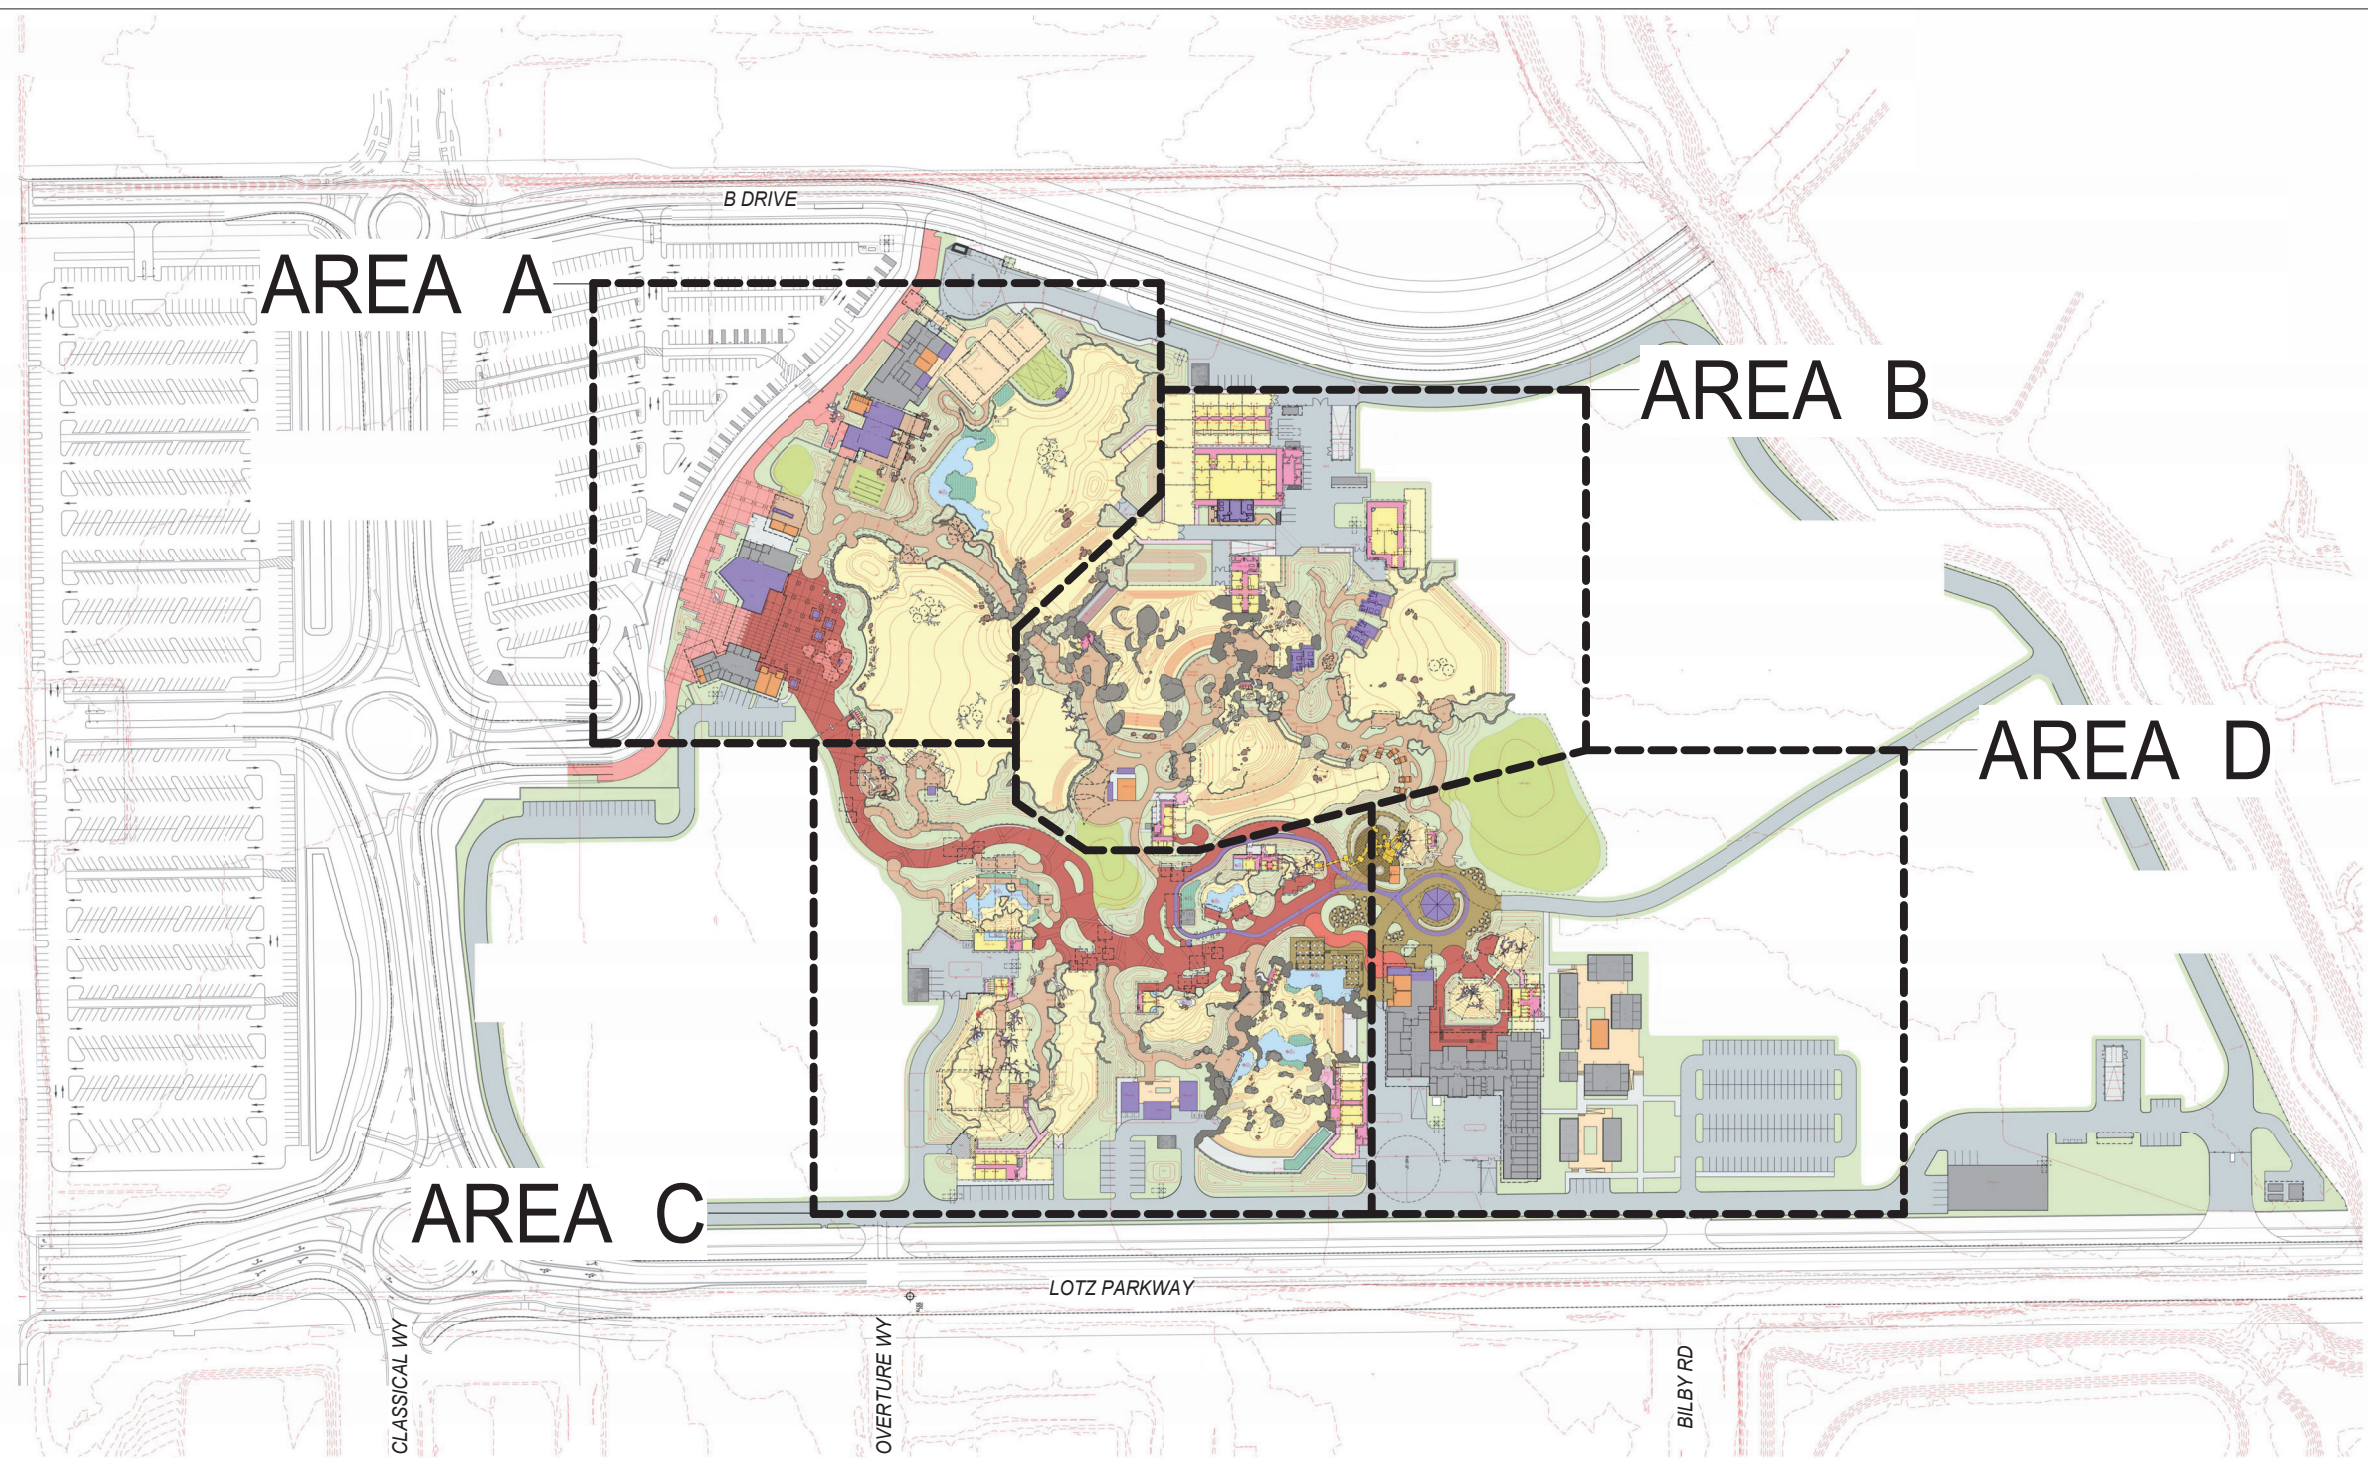 B DRIVE
AREA A
AREA B
AREA D
AREA C
LOTZ PARKWAY
CLASSICAL WY
OVERTURE WY
BILBY RD